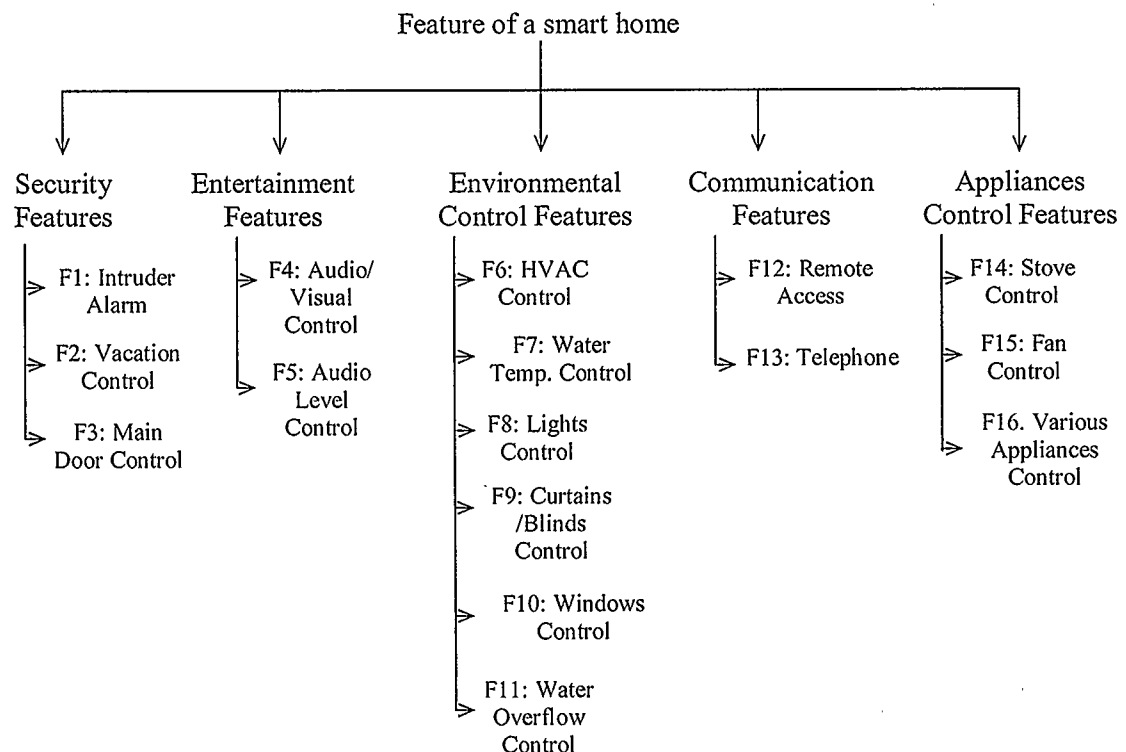 Feature of a smart home
Security
Features
F1: Intruder
Alarm
F2: Vacation
Control
F3: Main
Door Control
Entertainment
Features
F4: Audio/
Visual
Control
F5: Audio
Level
Control
Environmental
Control Features
F6: HVAC
Control
F7: Water
Temp. Control
F8: Lights
Control
F9: Curtains
/Blinds
Control
F10: Windows
Control
F11: Water
Overflow
Control
Communication
Features
F12: Remote
Access
F13: Telephone
Appliances
Control Features
F14: Stove
Control
F15: Fan
Control
F16. Various
Appliances
Control